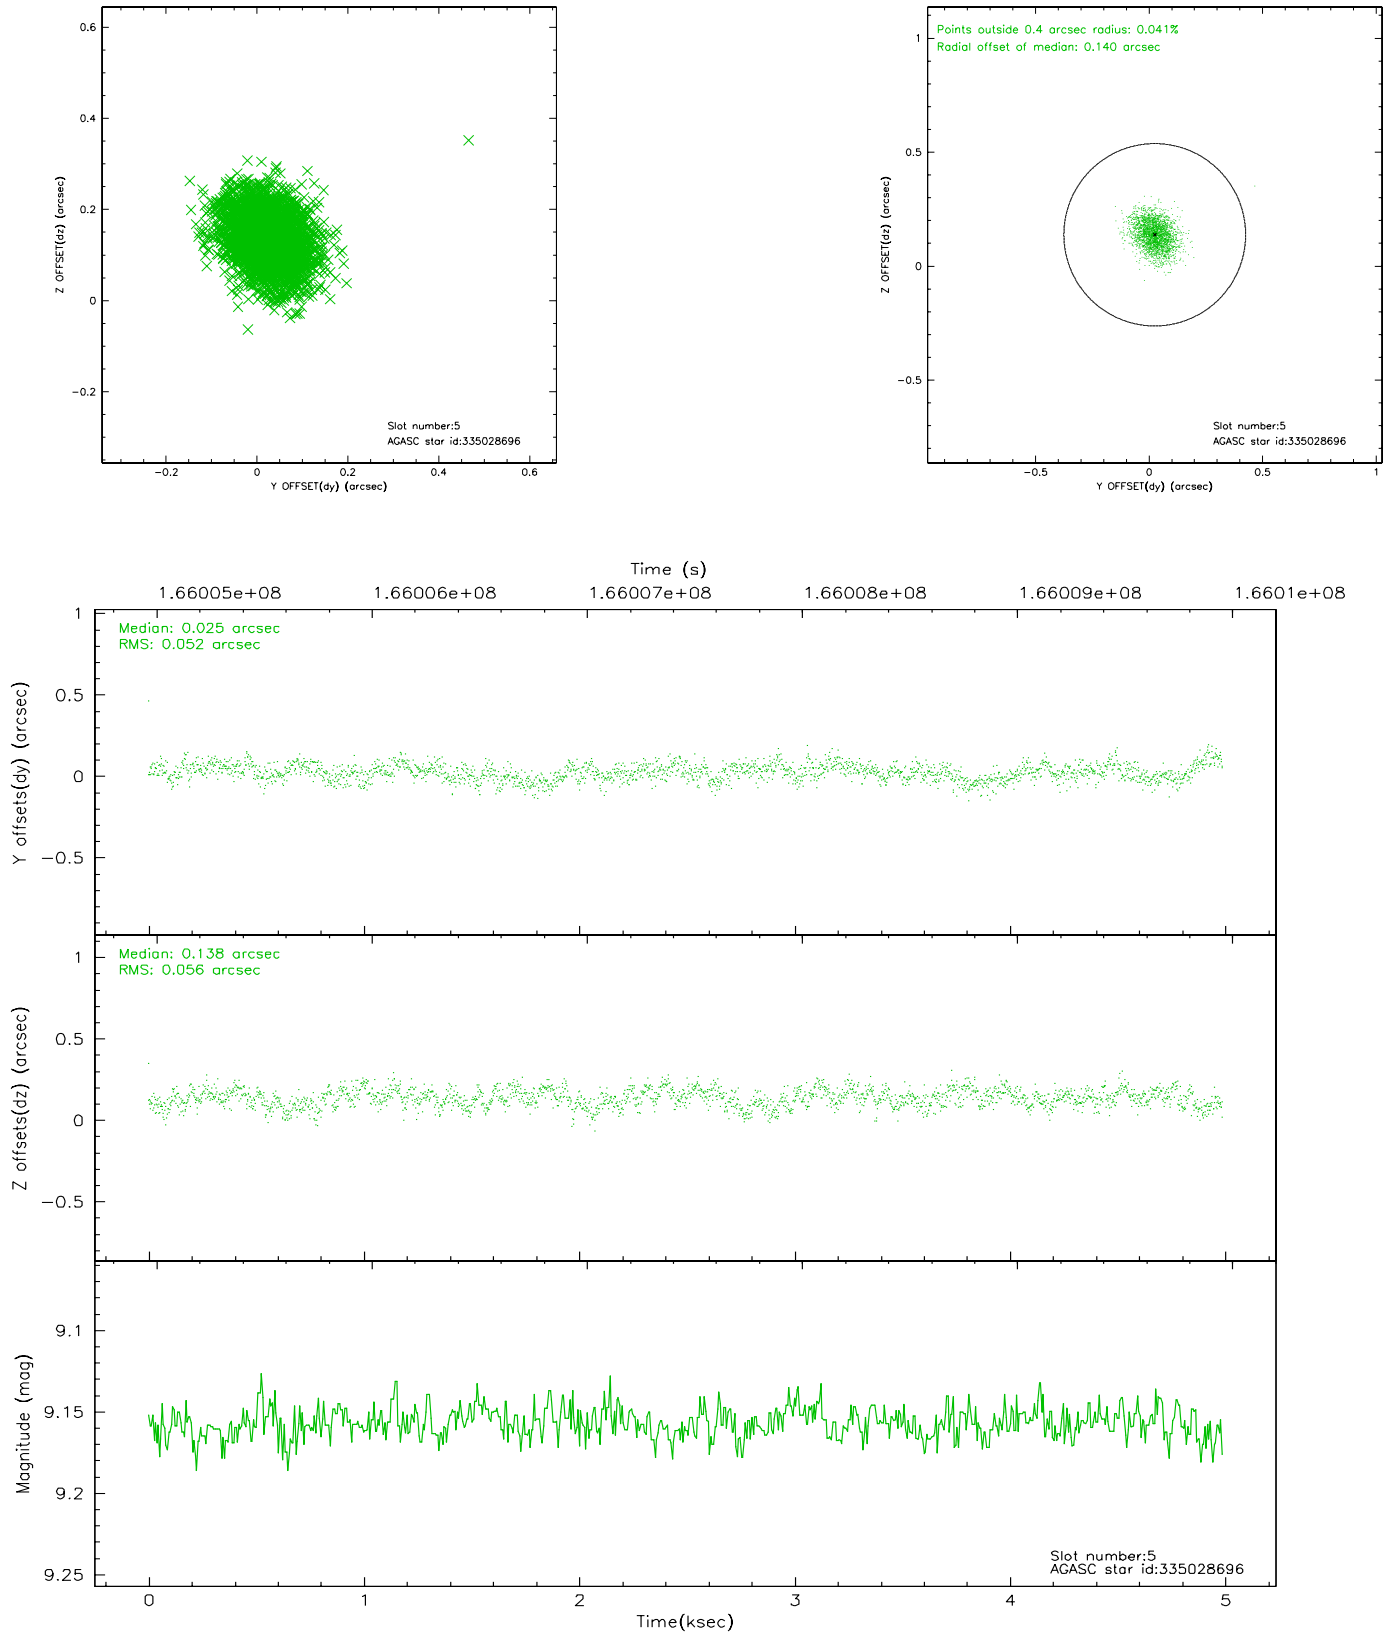 0.6
0.4
0.2
0
−0.2
Z OFFSET(dz) (arcsec)
Slot number:5
AGASC star id:335028696
−0.2 0 0.2 0.4 0.6
Y OFFSET(dy) (arcsec)
Points outside 0.4 arcsec radius: 0.041%
Radial offset of median: 0.140 arcsec
1
0.5
0
−0.5
Z OFFSET(dz) (arcsec)
Slot number:5
AGASC star id:335028696
−0.5 0 0.5 1
Y OFFSET(dy) (arcsec)
Time (s)
1.66005e+08 1.66006e+08 1.66007e+08 1.66008e+08 1.66009e+08 1.6601e+08
Median: 0.025 arcsec
RMS: 0.052 arcsec
1
0.5
0
−0.5
Y offsets(dy) (arcsec)
Median: 0.138 arcsec
RMS: 0.056 arcsec
1
0.5
0
−0.5
Z offsets(dz) (arcsec)
9.1
9.15
9.2
9.25
Magnitude (mag)
Slot number:5
AGASC star id:335028696
0 1 2 3 4 5
Time(ksec)